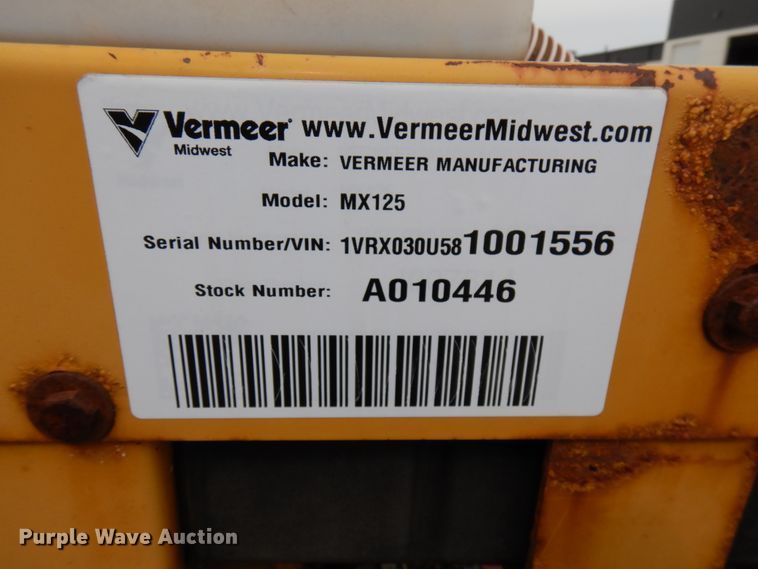 Vermeer® www.VermeerMidwest.com
Midwest
Make: VERMEER MANUFACTURING
Model: MX125
Serial Number/VIN: 1VRX030U581001556
Stock Number: A010446
Purple Wave Auction